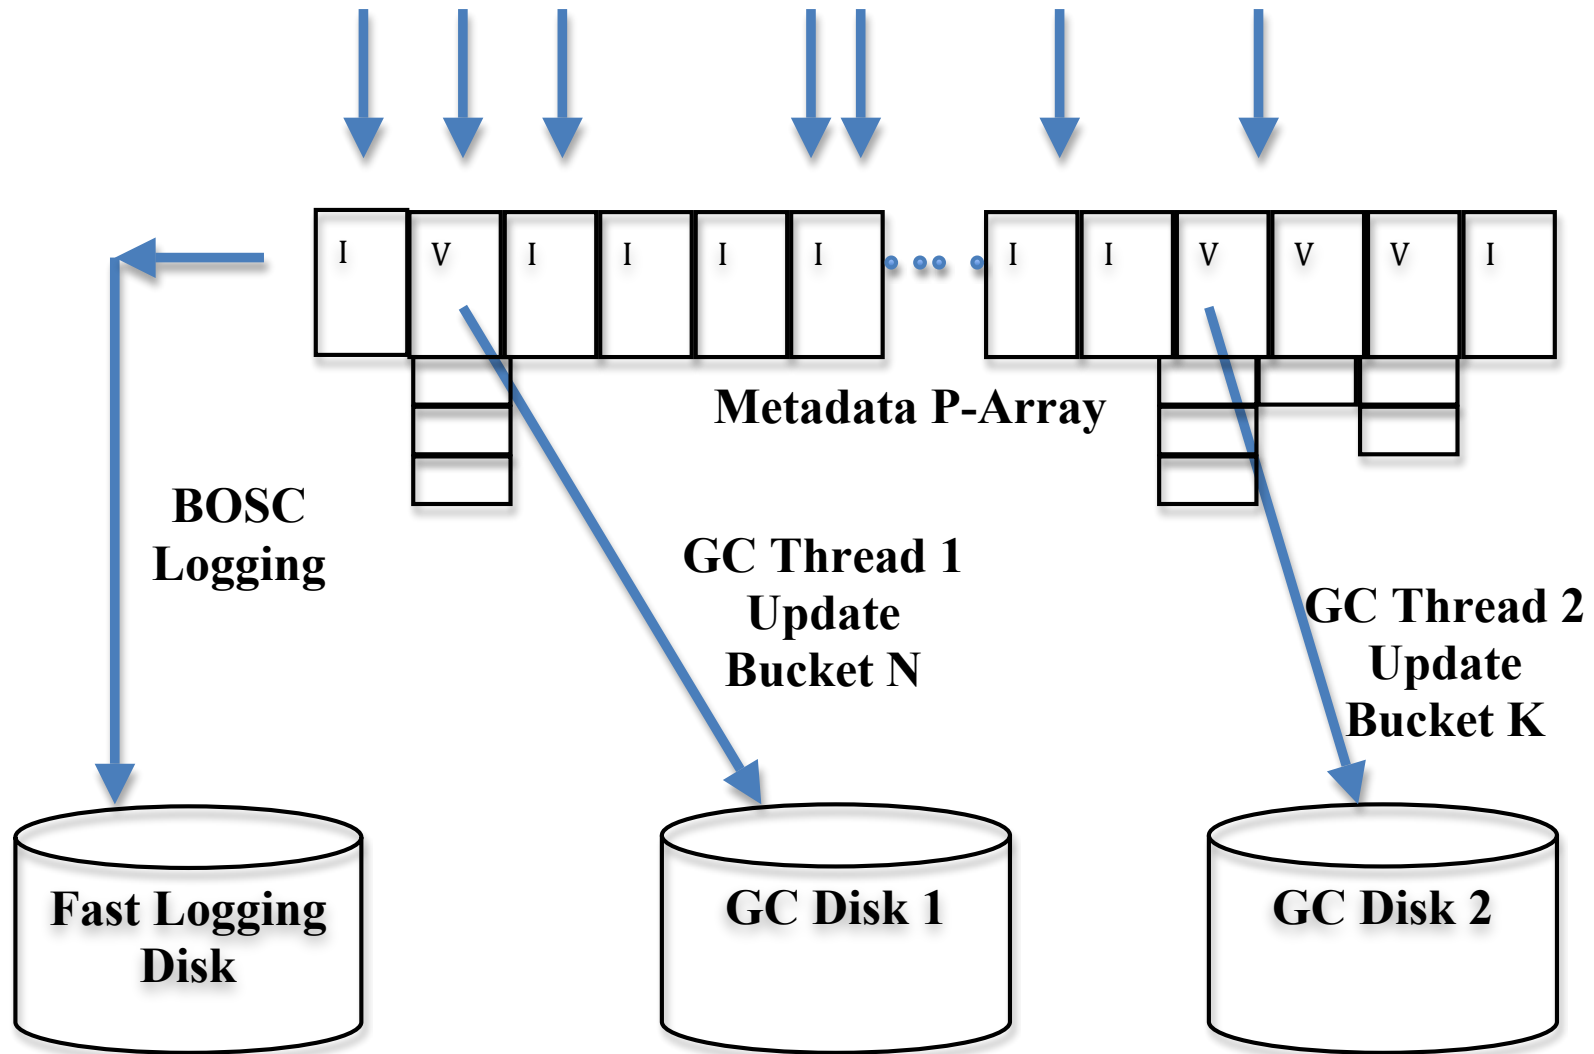 I V I I I I I I V V V I
Metadata P-Array
BOSC
Logging
GC Thread 1
Update
Bucket N
GC Thread 2
Update
Bucket K
Fast Logging
Disk
GC Disk 1
GC Disk 2